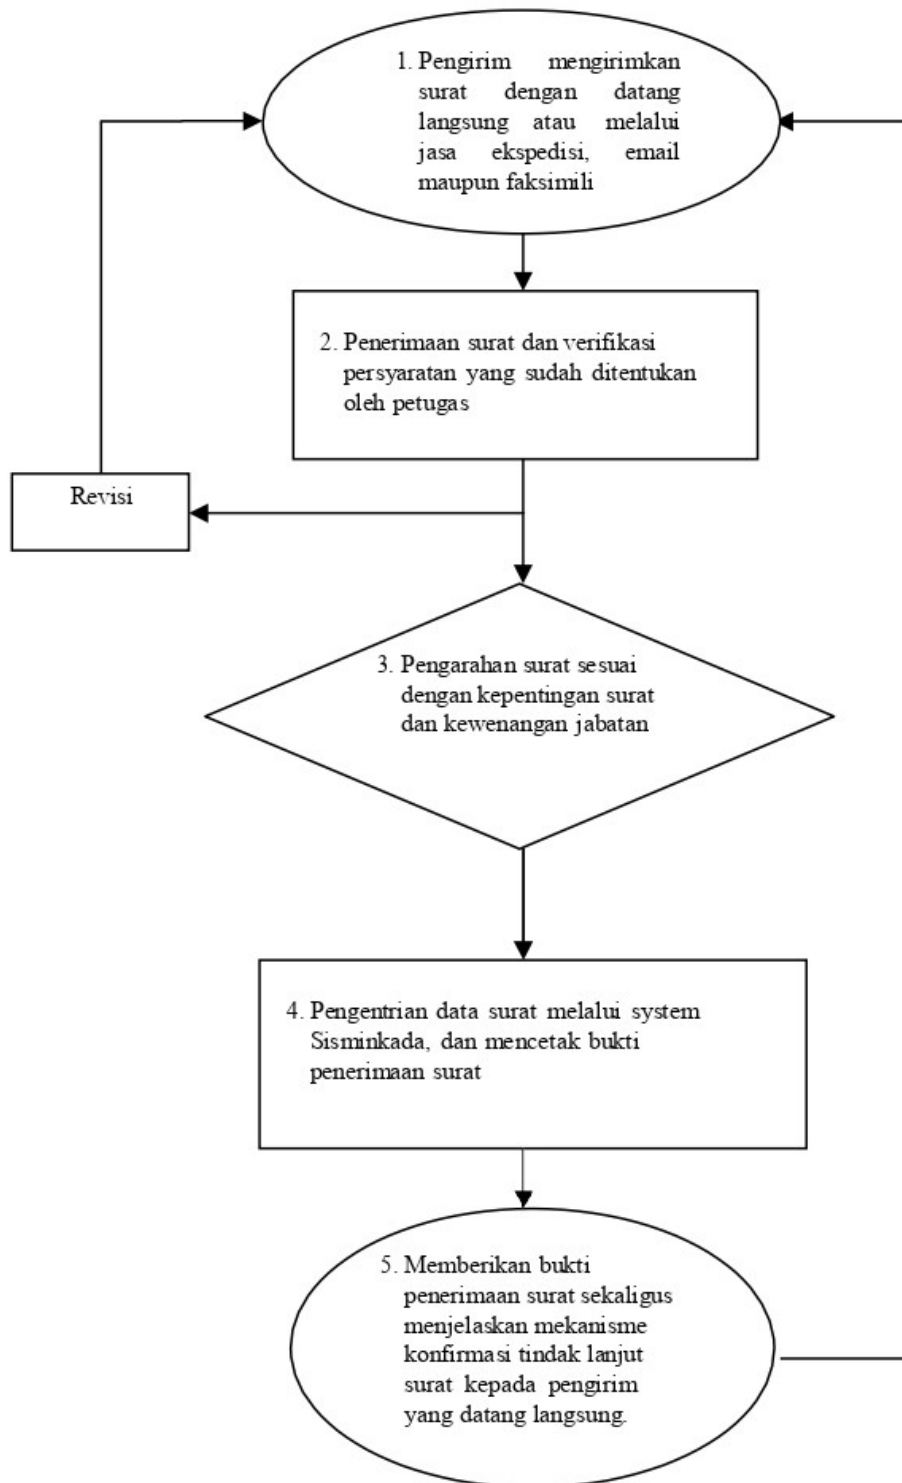 1. Pengirim mengirimkan
surat dengan datang
langsung atau melalui
jasa ekspedisi, email
maupun faksimili
2. Penerimaan surat dan verifikasi
persyaratan yang sudah ditentukan
oleh petugas
Revisi
3. Pengarahan surat sesuai
dengan kepentingan surat
dan kewenangan jabatan
4. Pengentrian data surat melalui system
Sisminkada, dan mencetak bukti
penerimaan surat
5. Memberikan bukti
penerimaan surat sekaligus
menjelaskan mekanisme
konfirmasi tindak lanjut
surat kepada pengirim
yang datang langsung.